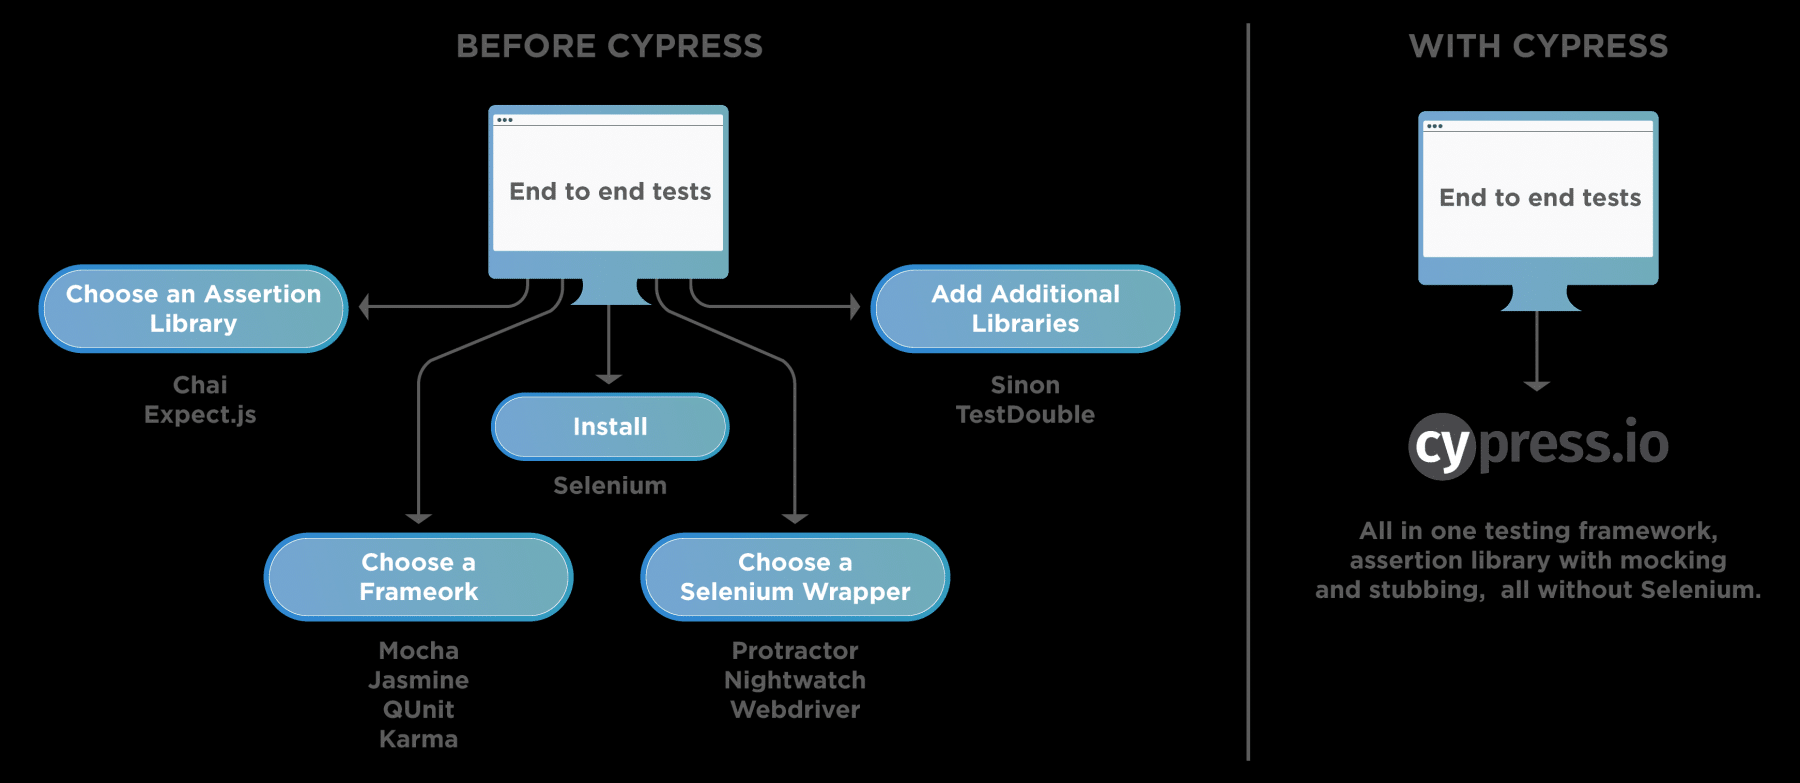 BEFORE CYPRESS
End to end tests
Choose an Assertion
Library
Chai
Expect.js
Choose a
Frameork
Mocha
Jasmine
QUnit
Karma
Install
Selenium
Choose a
Selenium Wrapper
Protractor
Nightwatch
Webdriver
Add Additional
Libraries
Sinon
TestDouble
WITH CYPRESS
End to end tests
cypress.io
All in one testing framework,
assertion library with mocking
and stubbing,  all without Selenium.